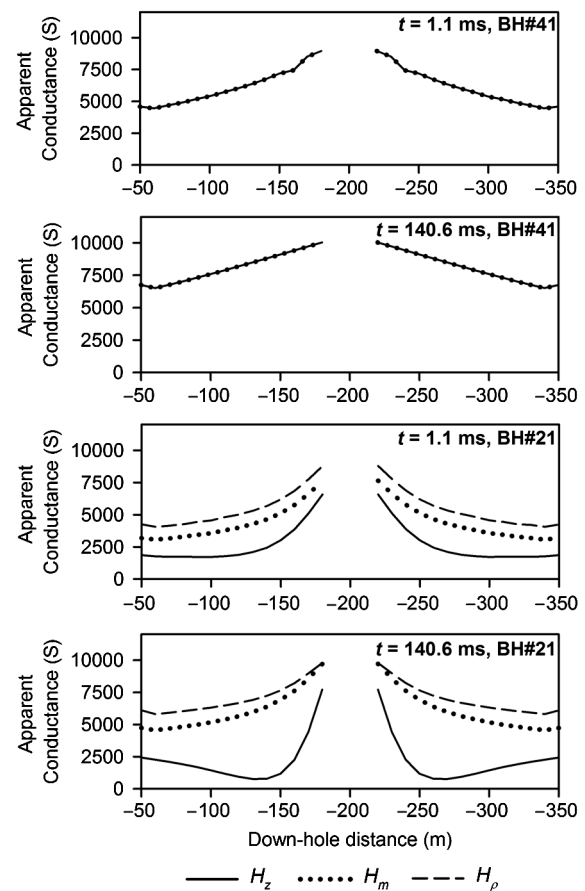 t = 1.1 ms, BH#41
Apparent
Conductance (S)
10000
7500
5000
2500
0
−50 −100 −150 −200 −250 −300 −350
t = 140.6 ms, BH#41
Apparent
Conductance (S)
10000
7500
5000
2500
0
−50 −100 −150 −200 −250 −300 −350
t = 1.1 ms, BH#21
Apparent
Conductance (S)
10000
7500
5000
2500
0
−50 −100 −150 −200 −250 −300 −350
t = 140.6 ms, BH#21
Apparent
Conductance (S)
10000
7500
5000
2500
0
−50 −100 −150 −200 −250 −300 −350
Down-hole distance (m)
Hz Hm Hρ